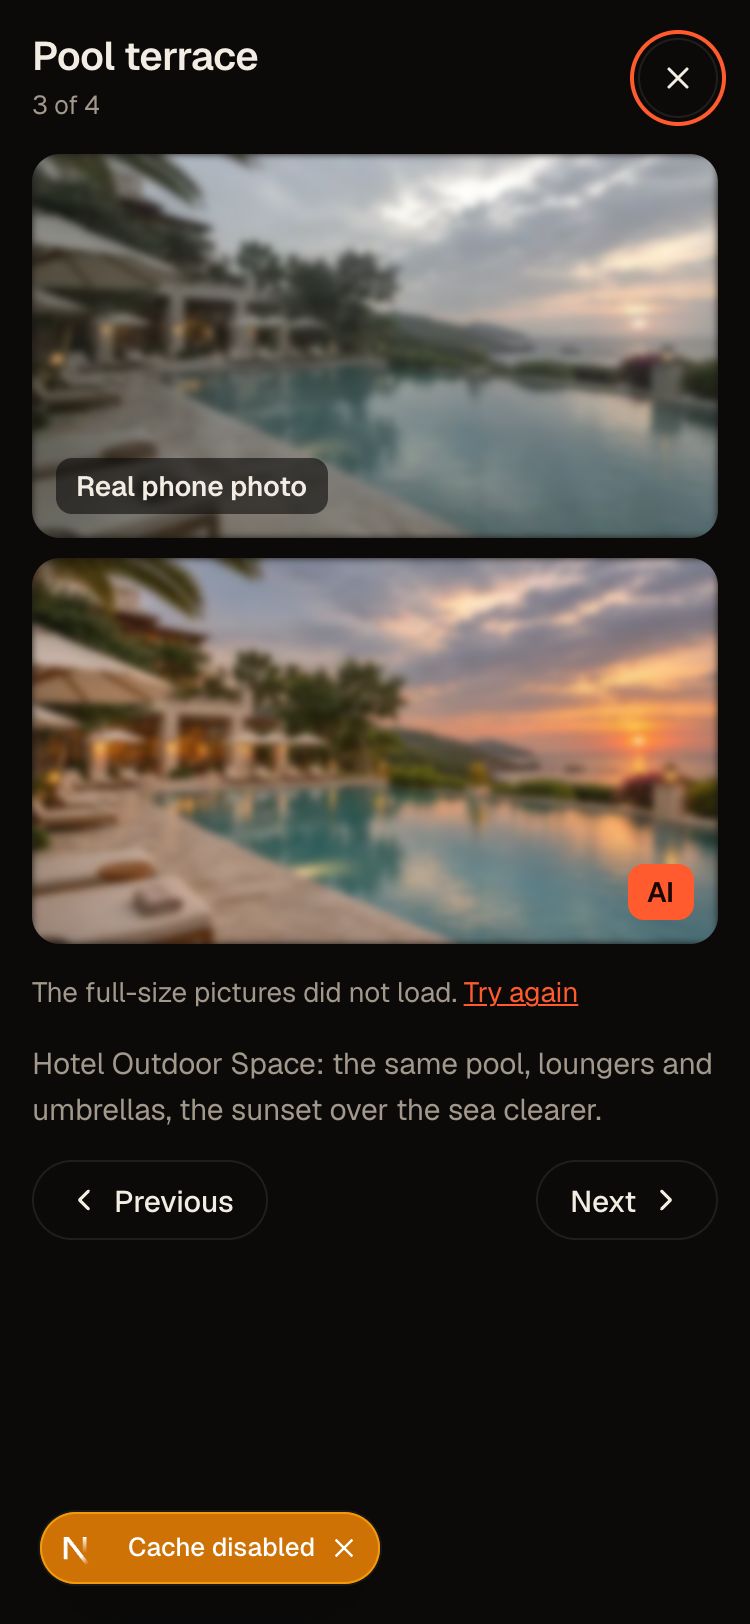 Pool terrace
3 of 4
Real phone photo
AI
The full-size pictures did not load. Try again
Hotel Outdoor Space: the same pool, loungers and
umbrellas, the sunset over the sea clearer.
Previous
Next
N
Cache disabled